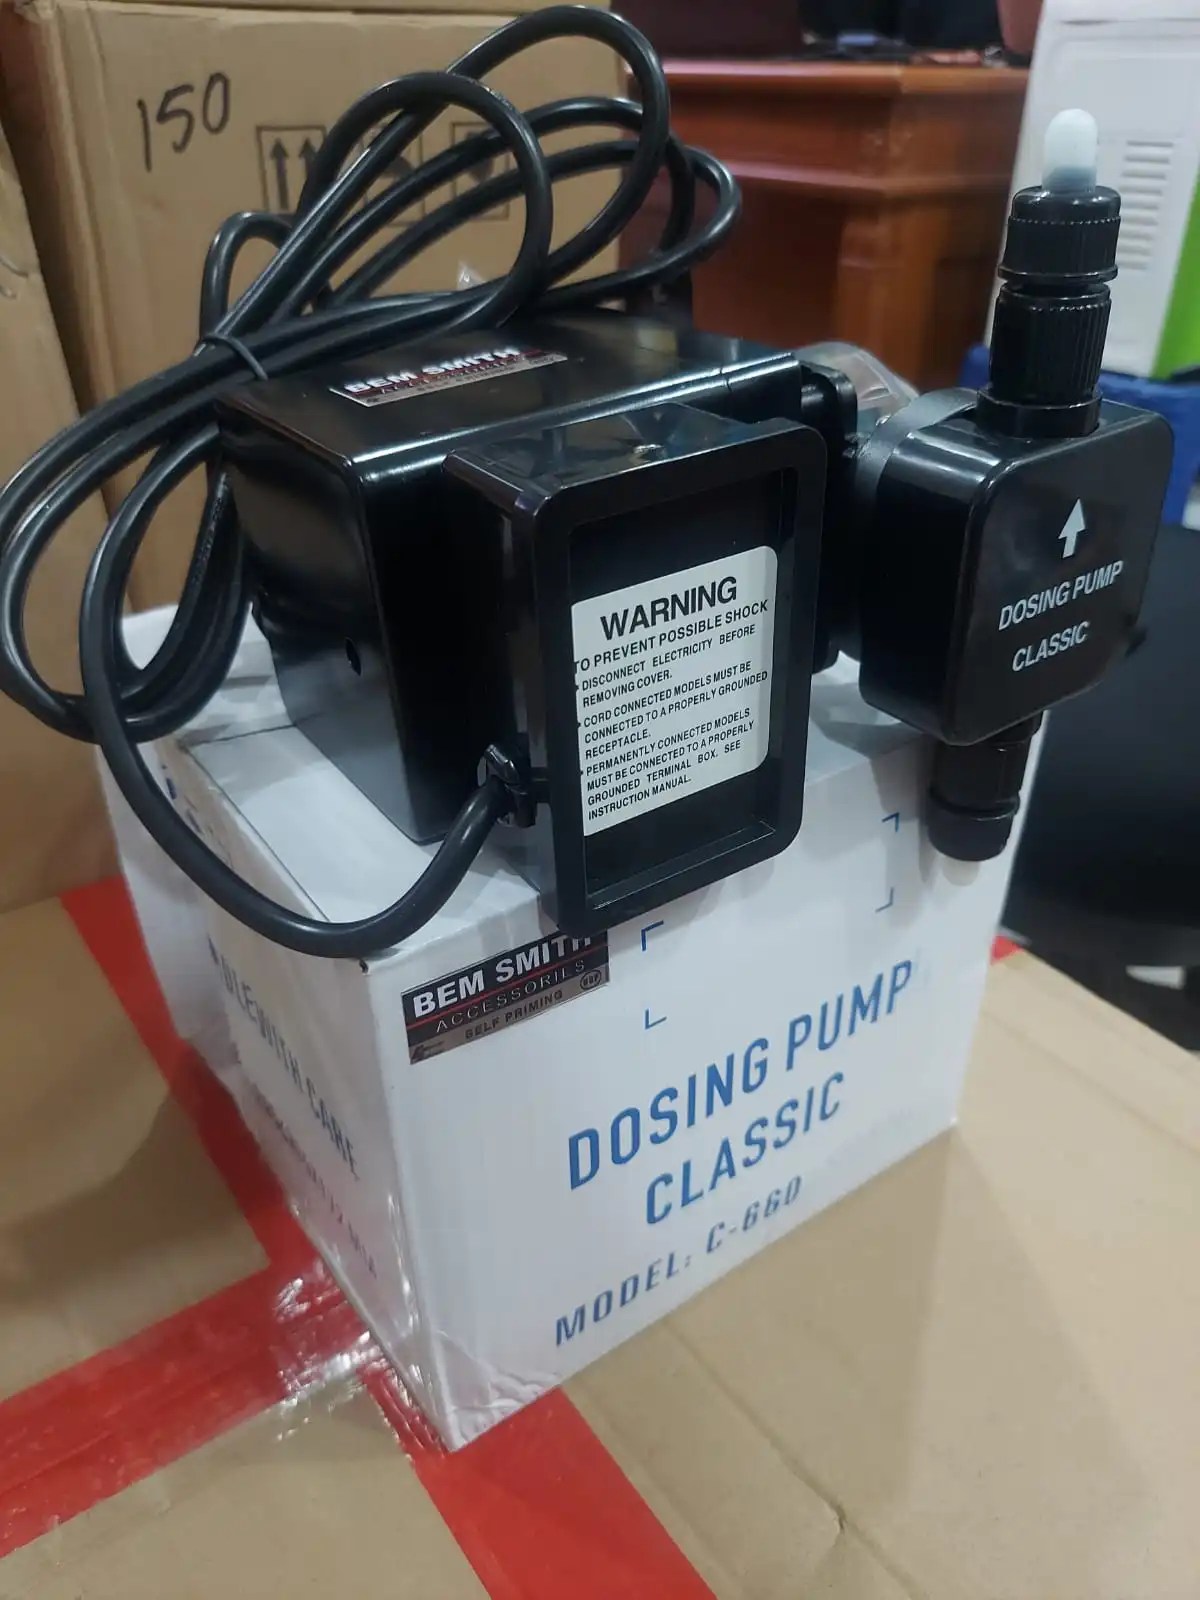 150
BEM SMITH
WARNING
TO PREVENT POSSIBLE SHOCK
DISCONNECT ELECTRICITY BEFORE
REMOVING COVER.
CORD CONNECTED MODELS MUST BE
CONNECTED TO A PROPERLY GROUNDED
RECEPTACLE.
PERMANENTLY CONNECTED MODELS
MUST BE CONNECTED TO A PROPERLY
GROUNDED TERMINAL BOX. SEE
INSTRUCTION MANUAL.
DOSING PUMP
CLASSIC
BEM SMITH
ACCESSORIES
SELF PRIMING
DOSING PUMP
CLASSIC
MODEL: C-660
WITH CARE